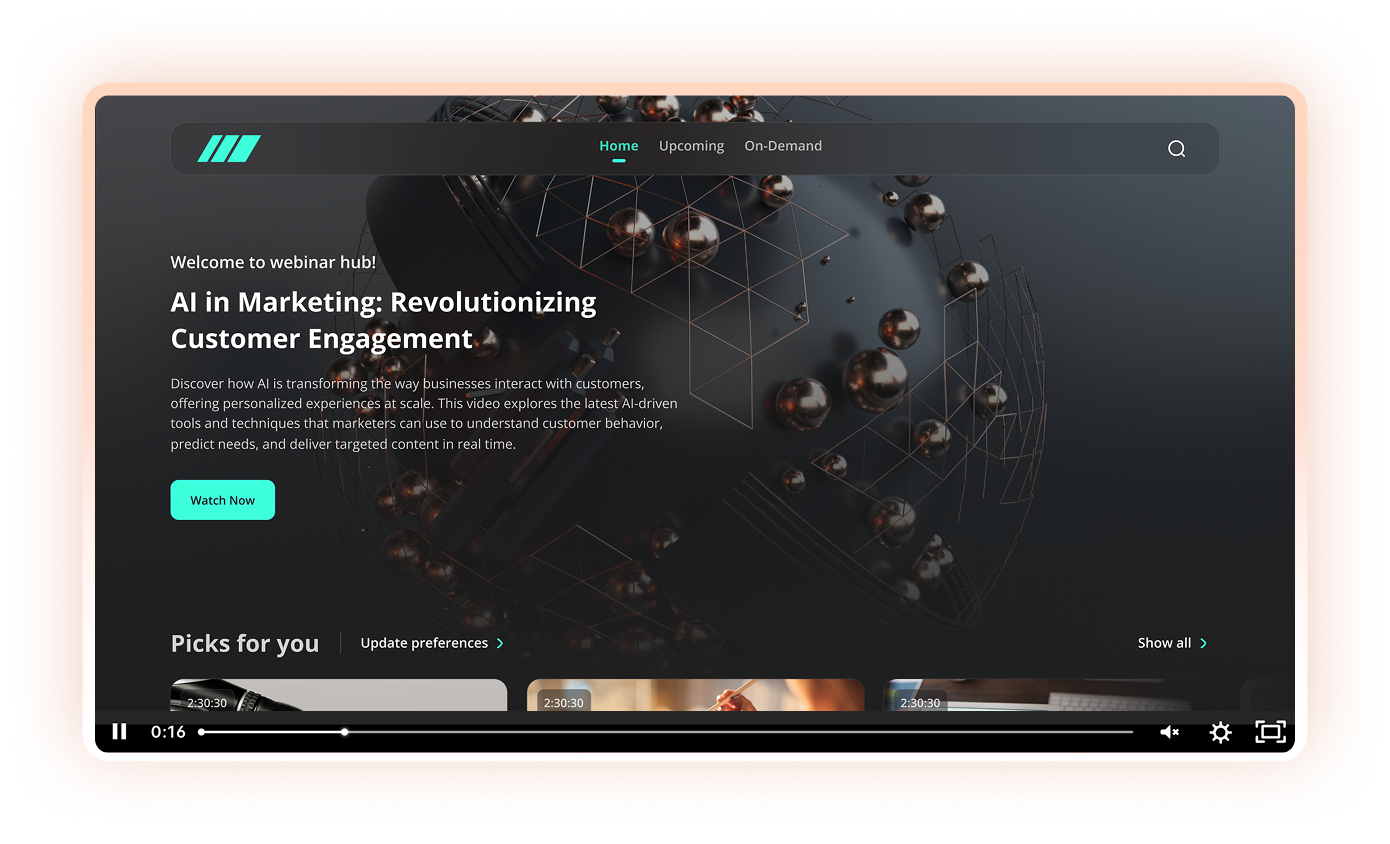 Home Upcoming On-Demand
Welcome to webinar hub!
AI in Marketing: Revolutionizing
Customer Engagement
Discover how AI is transforming the way businesses interact with customers,
offering personalized experiences at scale. This video explores the latest AI-driven
tools and techniques that marketers can use to understand customer behavior,
predict needs, and deliver targeted content in real time.
Watch Now
Picks for you Update preferences Show all
2:30:30 2:30:30 2:30:30
0:16